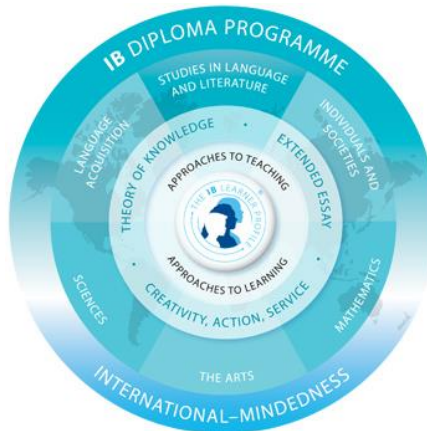 IB DIPLOMA PROGRAMME
STUDIES IN LANGUAGE
AND LITERATURE
LANGUAGE
ACQUISITION
INDIVIDUALS AND
SOCIETIES
THEORY OF KNOWLEDGE
EXTENDED ESSAY
APPROACHES TO TEACHING
THE IB LEARNER PROFILE
®
APPROACHES TO LEARNING
CREATIVITY, ACTION, SERVICE
SCIENCES
MATHEMATICS
THE ARTS
INTERNATIONAL–MINDEDNESS